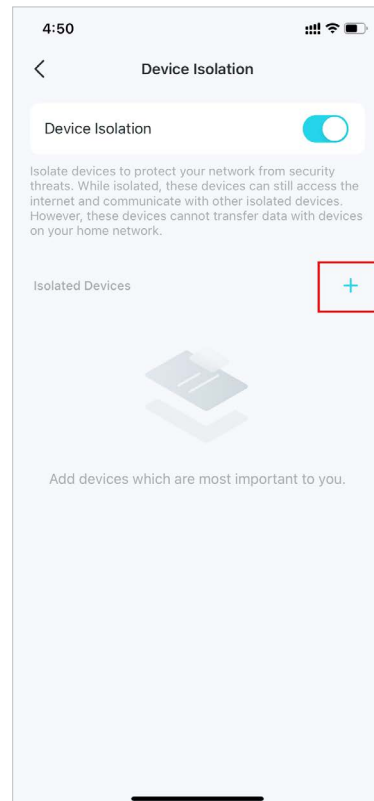 4:50
Device Isolation
Device Isolation
Isolate devices to protect your network from security
threats. While isolated, these devices can still access the
internet and communicate with other isolated devices.
However, these devices cannot transfer data with devices
on your home network.
Isolated Devices
Add devices which are most important to you.